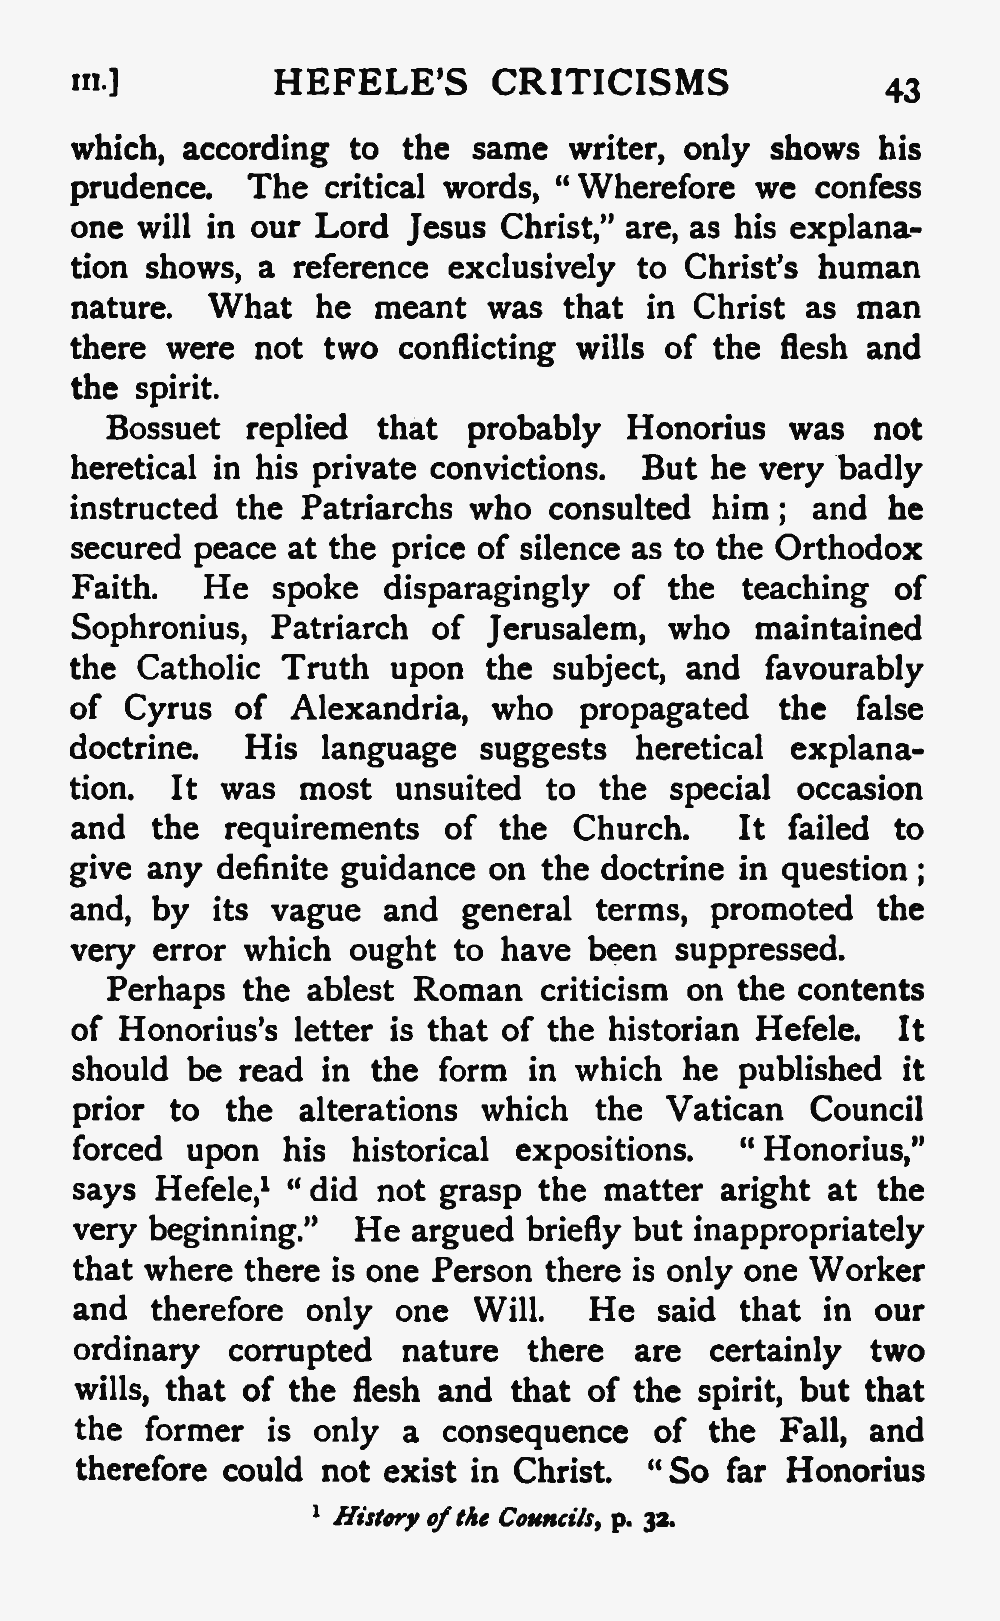 III.] HEFELE'S CRITICISMS 43
which, according to the same writer, only shows his
prudence. The critical words, “Wherefore we confess
one will in our Lord Jesus Christ,” are, as his explana-
tion shows, a reference exclusively to Christ's human
nature. What he meant was that in Christ as man
there were not two conflicting wills of the flesh and
the spirit.
Bossuet replied that probably Honorius was not
heretical in his private convictions. But he very badly
instructed the Patriarchs who consulted him; and he
secured peace at the price of silence as to the Orthodox
Faith. He spoke disparagingly of the teaching of
Sophronius, Patriarch of Jerusalem, who maintained
the Catholic Truth upon the subject, and favourably
of Cyrus of Alexandria, who propagated the false
doctrine. His language suggests heretical explana-
tion. It was most unsuited to the special occasion
and the requirements of the Church. It failed to
give any definite guidance on the doctrine in question;
and, by its vague and general terms, promoted the
very error which ought to have been suppressed.
Perhaps the ablest Roman criticism on the contents
of Honorius's letter is that of the historian Hefele. It
should be read in the form in which he published it
prior to the alterations which the Vatican Council
forced upon his historical expositions. “Honorius,”
says Hefele,¹ “did not grasp the matter aright at the
very beginning.” He argued briefly but inappropriately
that where there is one Person there is only one Worker
and therefore only one Will. He said that in our
ordinary corrupted nature there are certainly two
wills, that of the flesh and that of the spirit, but that
the former is only a consequence of the Fall, and
therefore could not exist in Christ. “So far Honorius
¹ History of the Councils, p. 32.